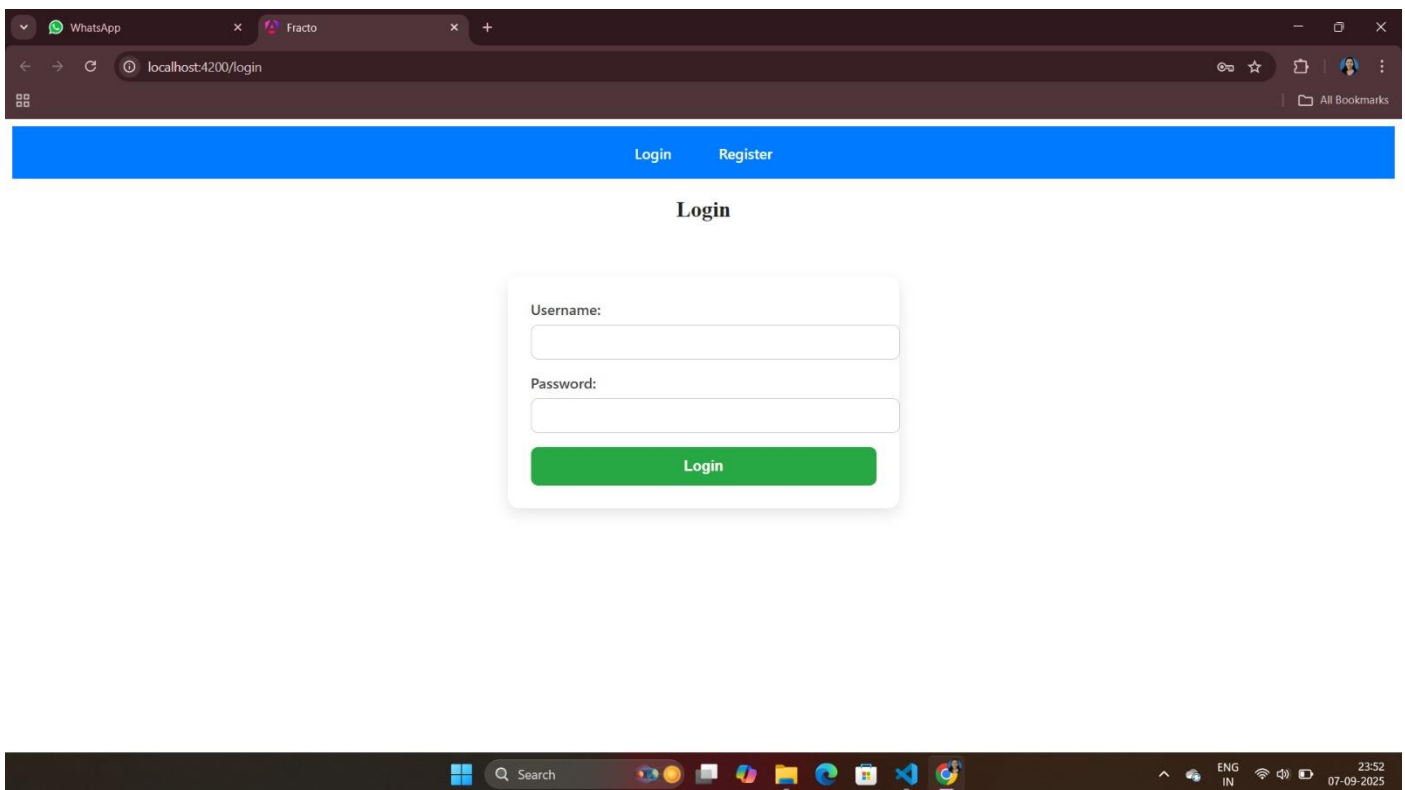 WhatsApp Fracto
localhost:4200/login
All Bookmarks
Login Register
Login
Username:
Password:
Login
Search
ENG 23:52
IN 07-09-2025